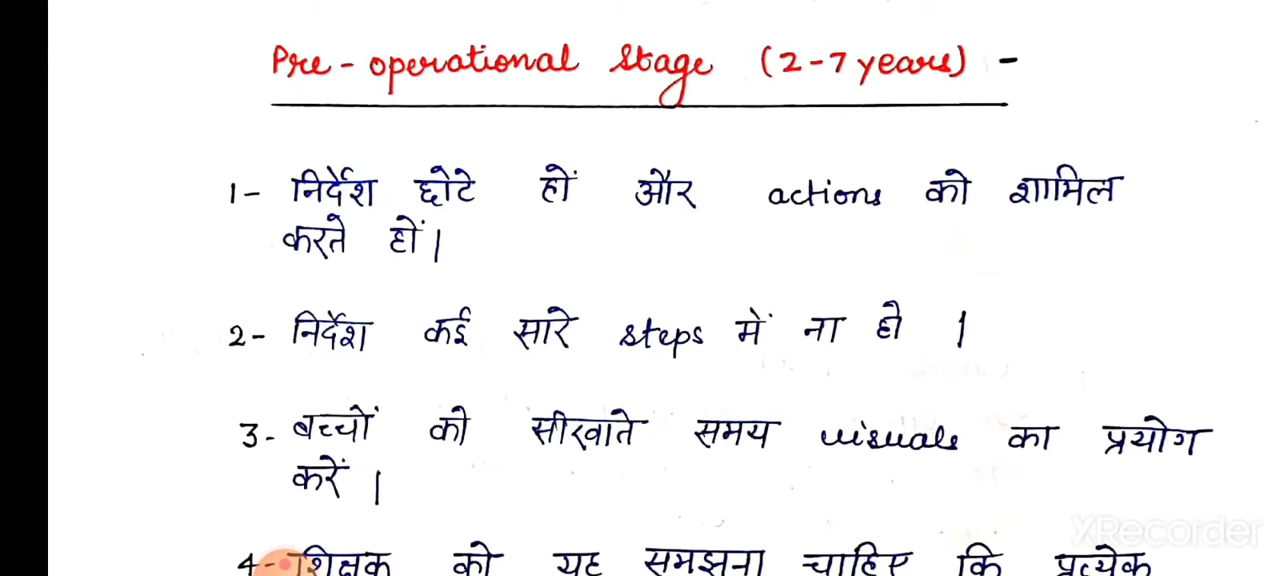 Pre-operational Stage (2-7 years) -
1- निर्देश छोटे हों और actions को शामिल
करते हों।
2- निर्देश कई सारे steps में ना हो ।
3- बच्चों को सीखाते समय visuals का प्रयोग
करें ।
XRecorder
4- शिक्षक को यह समझना चाहिए कि प्रत्येक